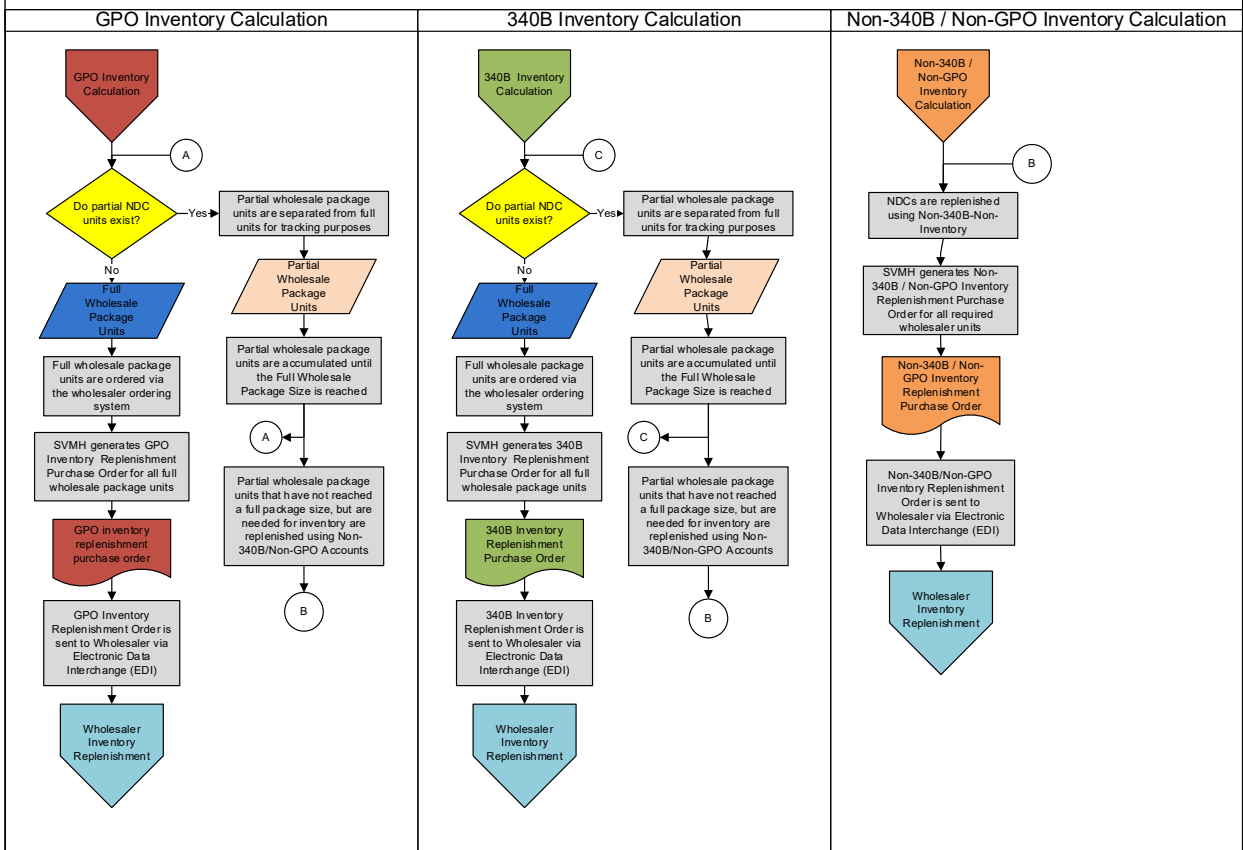 GPO Inventory Calculation
340B Inventory Calculation
Non-340B / Non-GPO Inventory Calculation
GPO Inventory
Calculation
A
Do partial NDC
units exist?
Yes
Partial wholesale package
units are separated from full
units for tracking purposes
No
Full
Wholesale
Package
Units
Partial
Wholesale
Package
Units
Full wholesale package
units are ordered via
the wholesaler ordering
system
Partial wholesale package
units are accumulated until
the Full Wholesale
Package Size is reached
A
SVMH generates GPO
Inventory Replenishment
Purchase Order for all full
wholesale package units
Partial wholesale package
units that have not reached
a full package size, but are
needed for inventory are
replenished using Non-
340B/Non-GPO Accounts
GPO inventory
replenishment
purchase order
B
GPO Inventory
Replenishment Order is
sent to Wholesaler via
Electronic Data
Interchange (EDI)
Wholesaler
Inventory
Replenishment
340B Inventory
Calculation
C
Do partial NDC
units exist?
Yes
Partial wholesale package
units are separated from full
units for tracking purposes
No
Full
Wholesale
Package
Units
Partial
Wholesale
Package
Units
Full wholesale package
units are ordered via
the wholesaler ordering
system
Partial wholesale package
units are accumulated until
the Full Wholesale
Package Size is reached
C
SVMH generates 340B
Inventory Replenishment
Purchase Order for all full
wholesale package units
Partial wholesale package
units that have not reached
a full package size, but are
needed for inventory are
replenished using Non-
340B/Non-GPO Accounts
340B Inventory
Replenishment
Purchase Order
B
340B Inventory
Replenishment Order is
sent to Wholesaler via
Electronic Data
Interchange (EDI)
Wholesaler
Inventory
Replenishment
Non-340B /
Non-GPO
Inventory
Calculation
B
NDCs are replenished
using Non-340B-Non-
Inventory
SVMH generates Non-
340B / Non-GPO Inventory
Replenishment Purchase
Order for all required
wholesaler units
Non-340B / Non-
GPO Inventory
Replenishment
Purchase Order
Non-340B/Non-GPO
Inventory Replenishment
Order is sent to
Wholesaler via Electronic
Data Interchange (EDI)
Wholesaler
Inventory
Replenishment